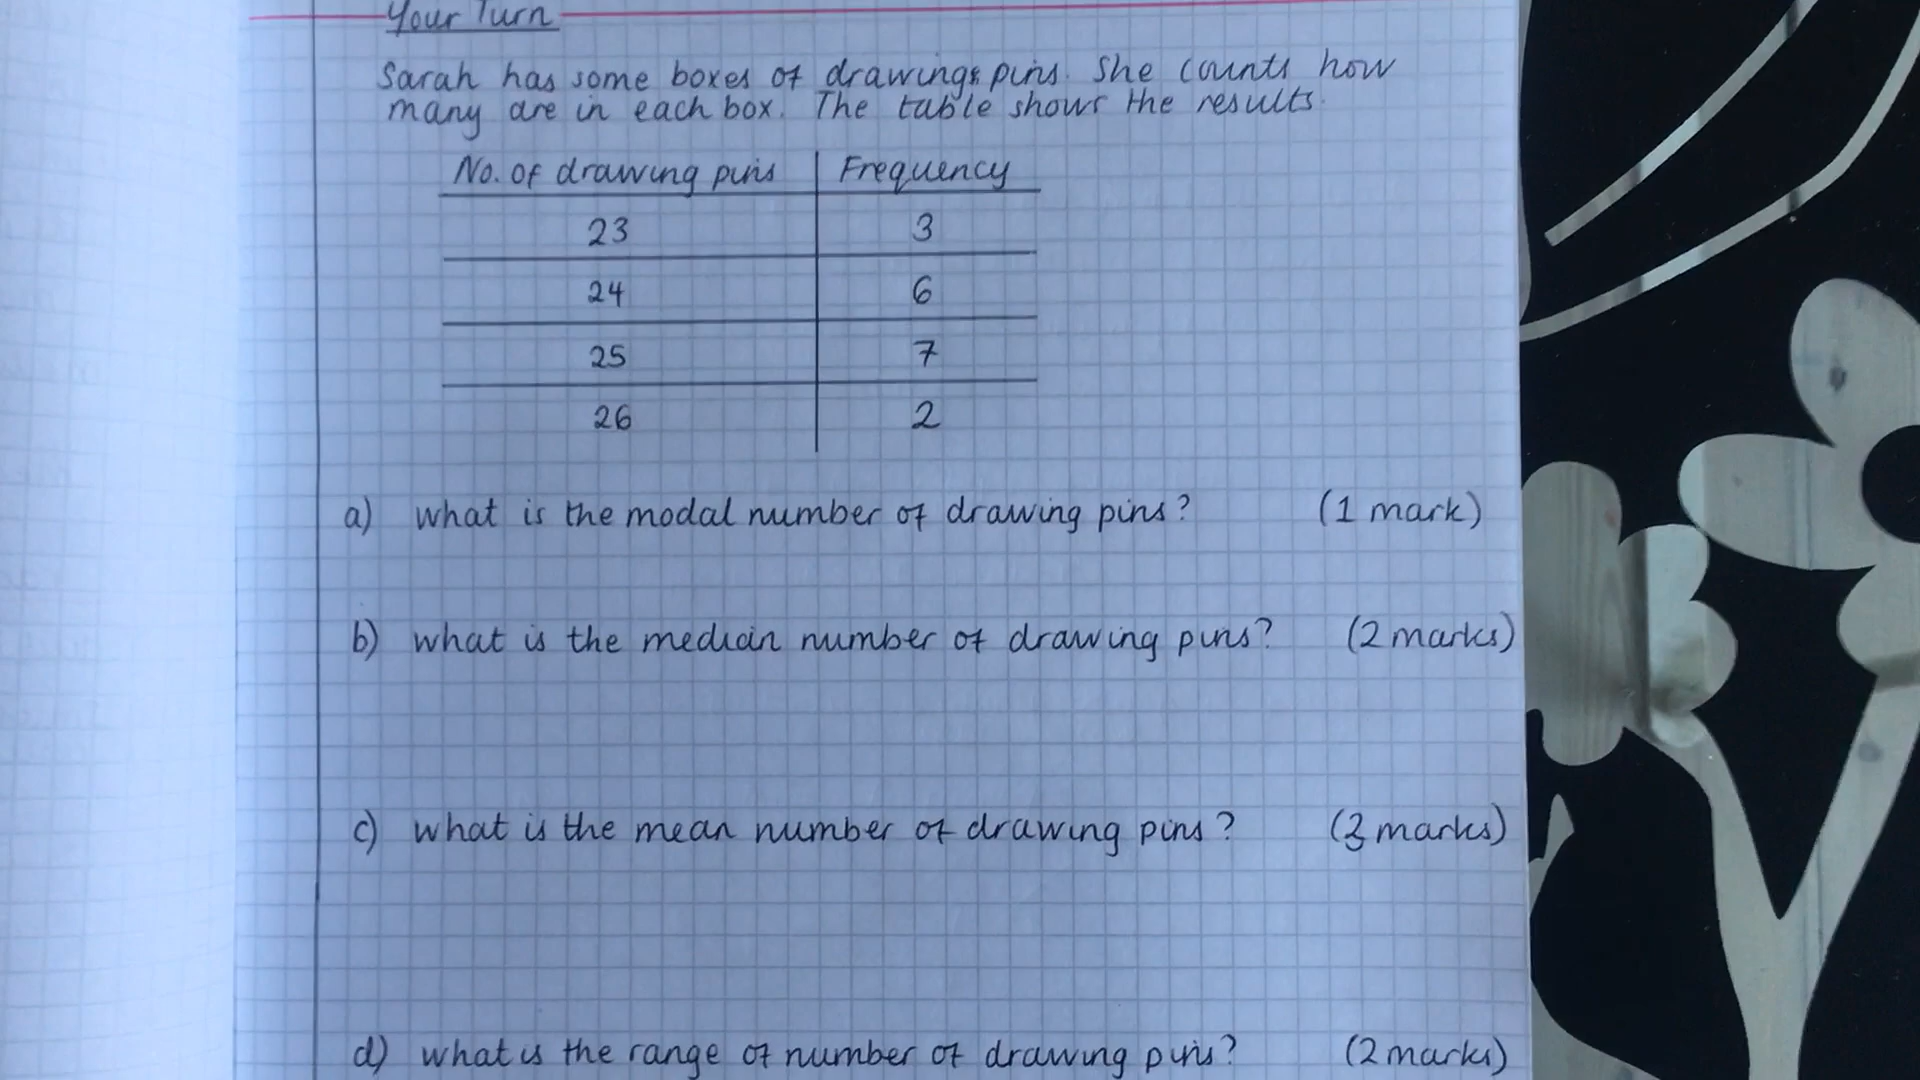 Your Turn
Sarah has some boxes of drawings pins. She counts how
many are in each box. The table shows the results.
No. of drawing pins Frequency
23 3
24 6
25 7
26 2
a) what is the modal number of drawing pins? (1 mark)
b) what is the median number of drawing pins? (2 marks)
c) what is the mean number of drawing pins? (3 marks)
d) what is the range of number of drawing pins? (2 marks)